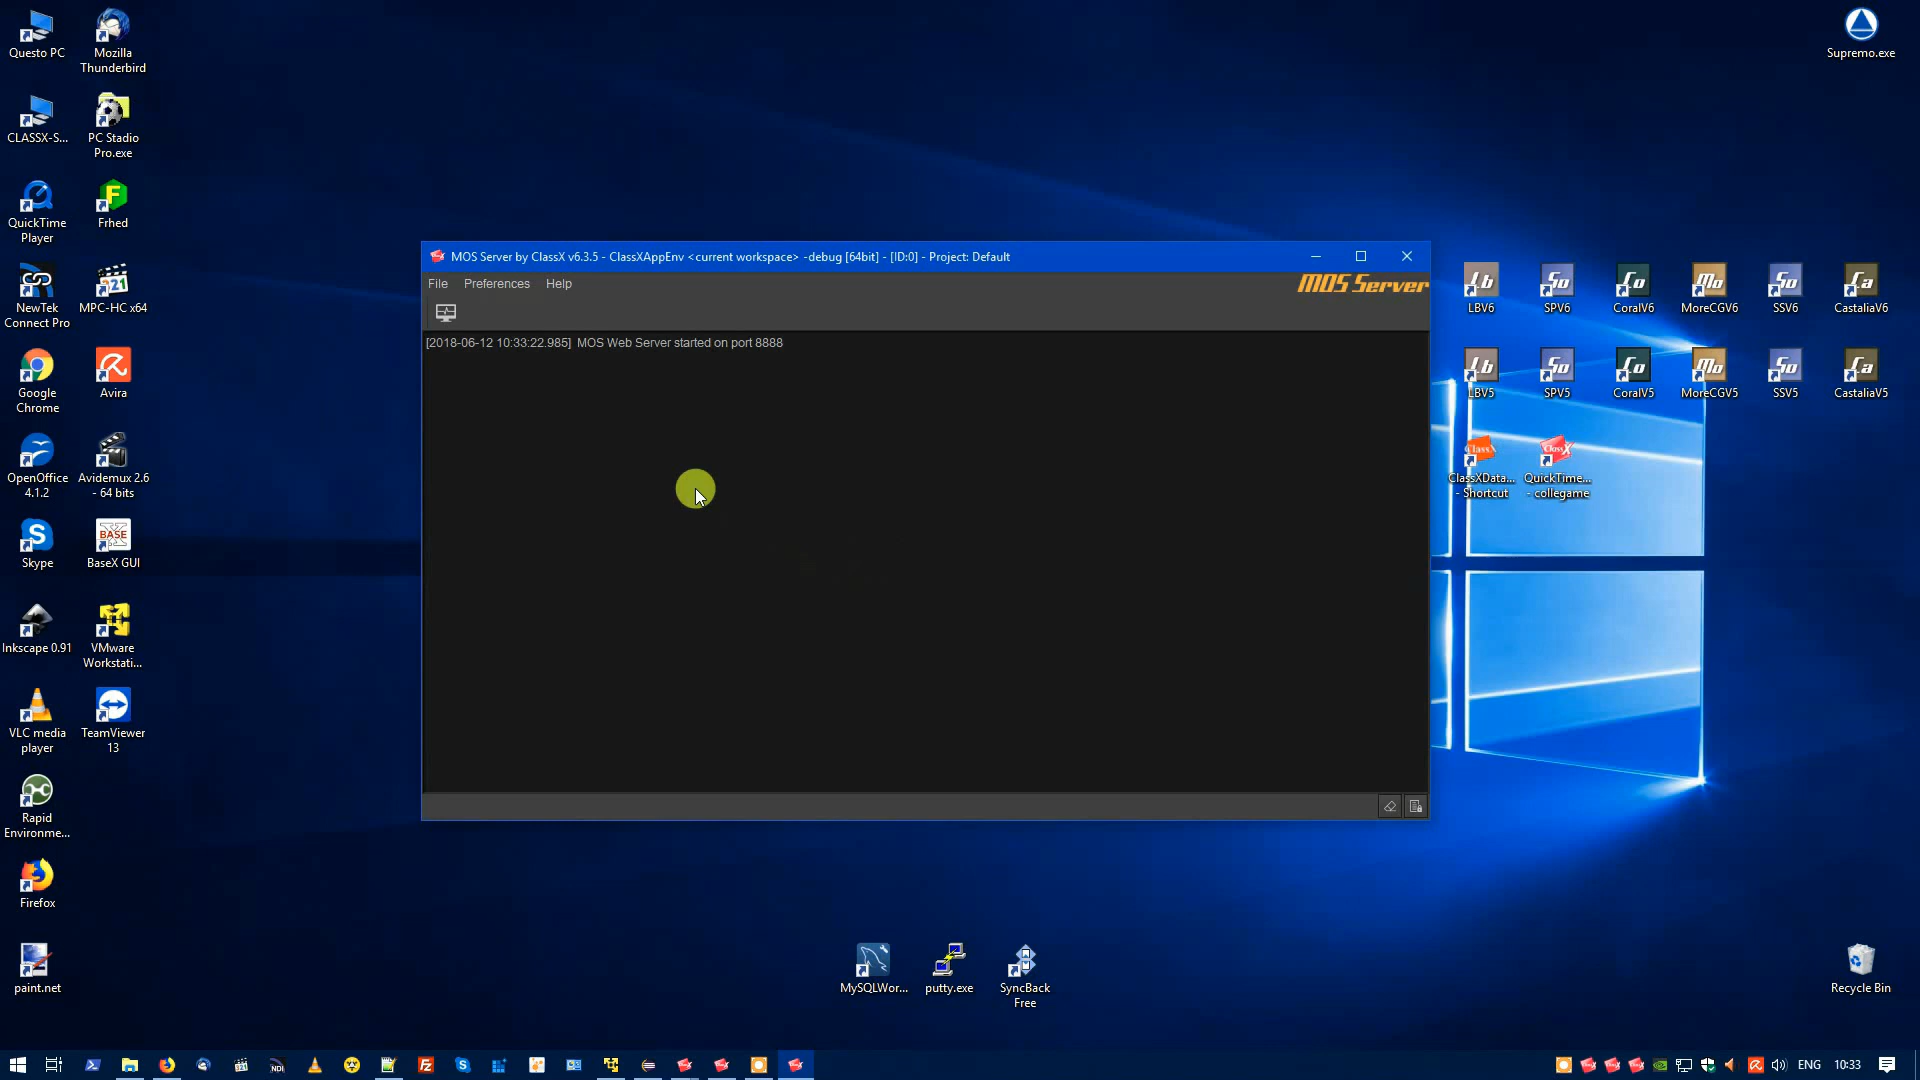 Questo PC
Mozilla
Thunderbird
Supremo.exe
CLASSX-S...
PC Stadio
Pro.exe
QuickTime
Player
Frhed
NewTek
Connect Pro
MPC-HC x64
Google
Chrome
Avira
OpenOffice
4.1.2
Avidemux 2.6
- 64 bits
Skype
BASE
BaseX GUI
Inkscape 0.91
VMware
Workstati...
VLC media
player
TeamViewer
13
Rapid
Environme...
Firefox
paint.net
MOS Server by ClassX v6.3.5 - ClassXAppEnv <current workspace> -debug [64bit] - [ID:0] - Project: Default
File Preferences Help
MOS Server
[2018-06-12 10:33:22.985] MOS Web Server started on port 8888
LBV6
SPV6
CoralV6
MoreCGV6
SSV6
CastaliaV6
LBV5
SPV5
CoralV5
MoreCGV5
SSV5
CastaliaV5
ClassXData...
- Shortcut
QuickTime...
- collegame
MySQLWor...
putty.exe
SyncBack
Free
Recycle Bin
ENG
10:33